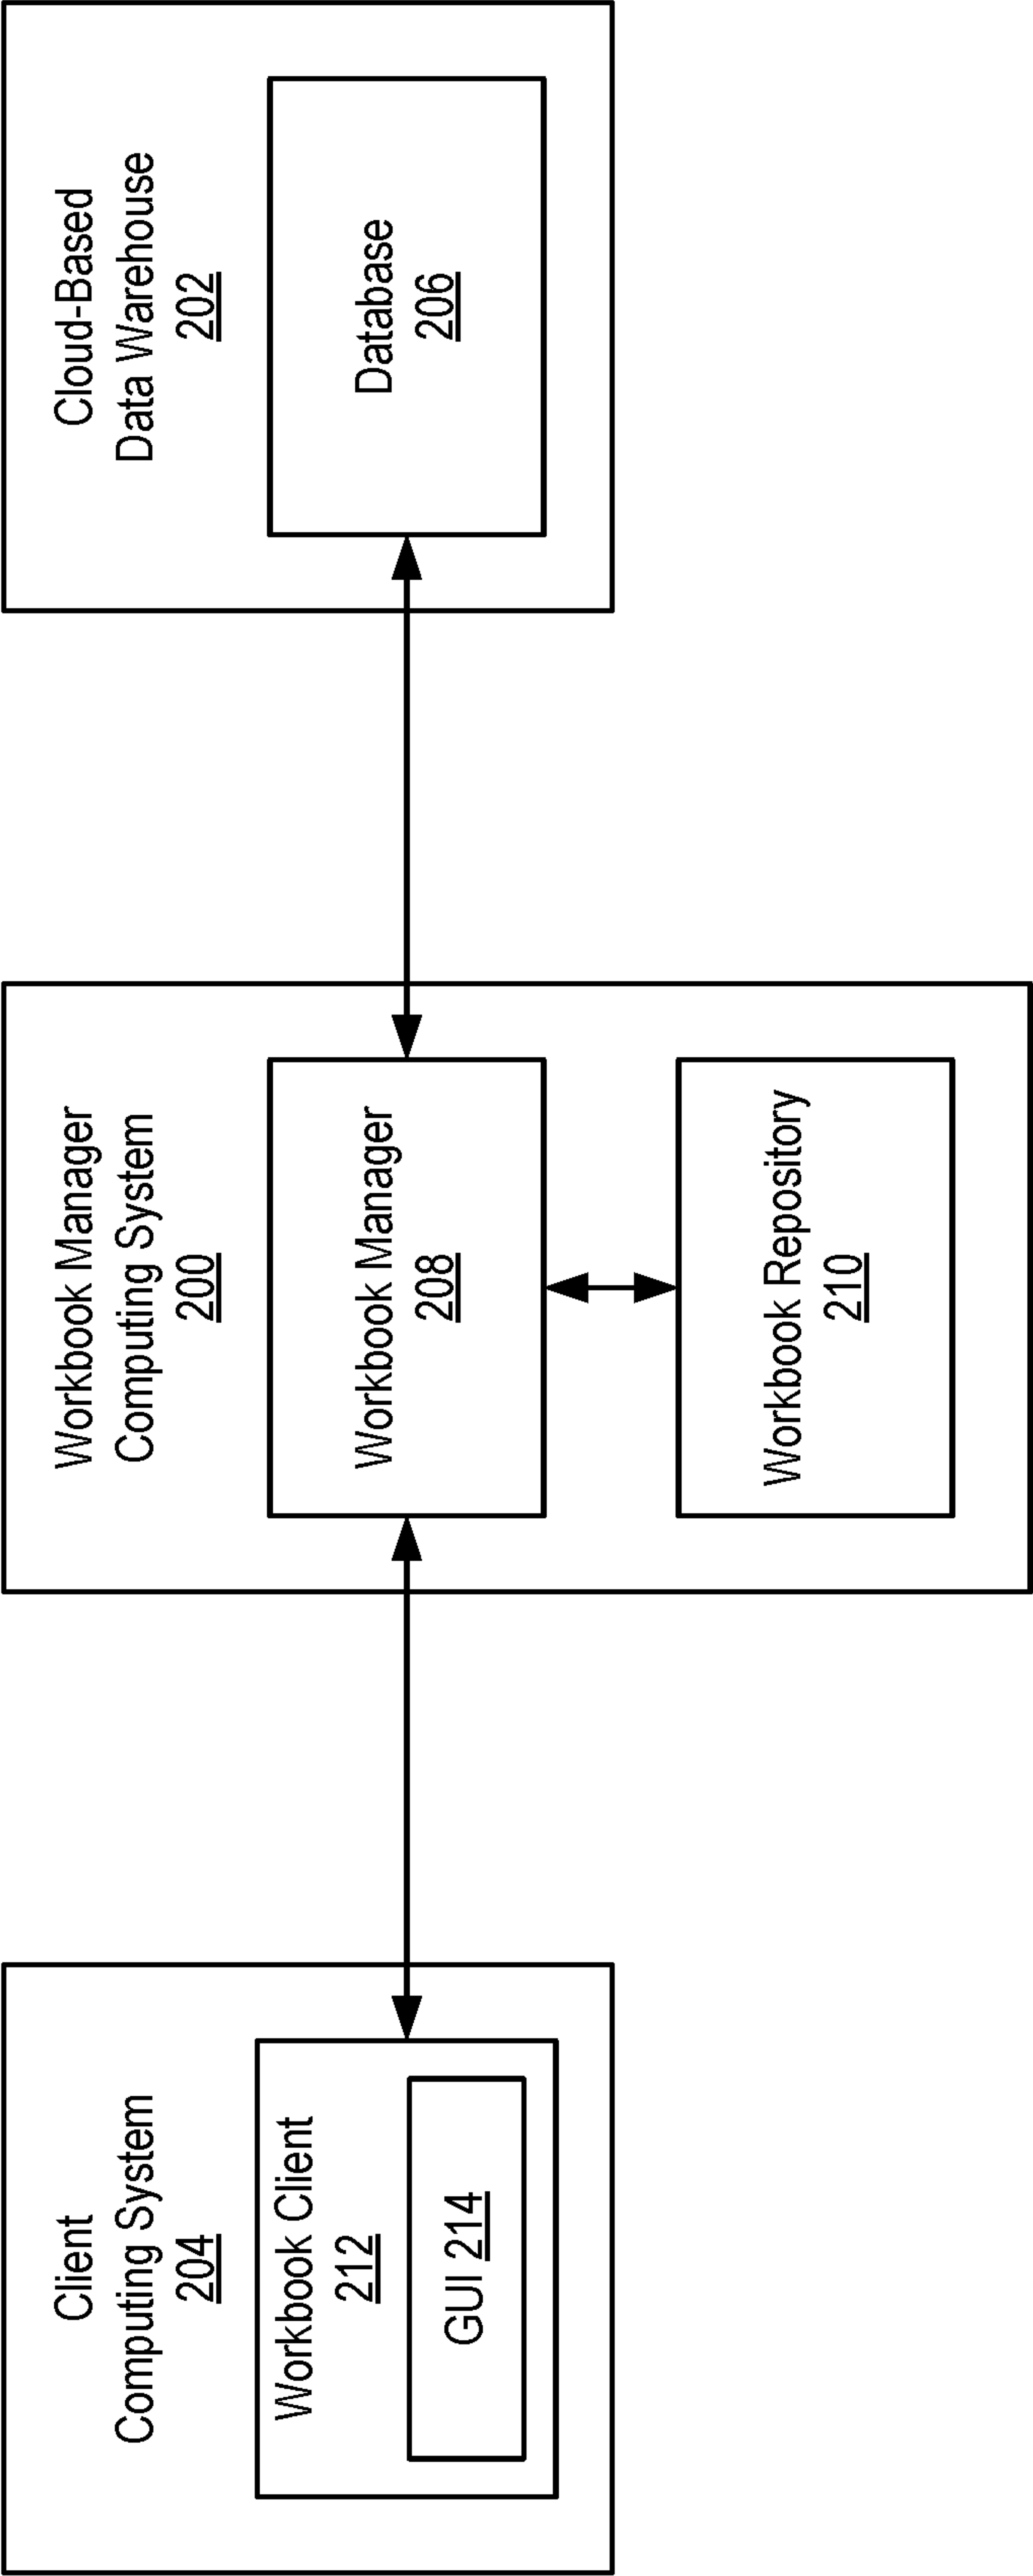 Client
Computing System
204
Workbook Client
212
GUI 214
Workbook Manager
Computing System
200
Workbook Manager
208
Workbook Repository
210
Cloud-Based
Data Warehouse
202
Database
206